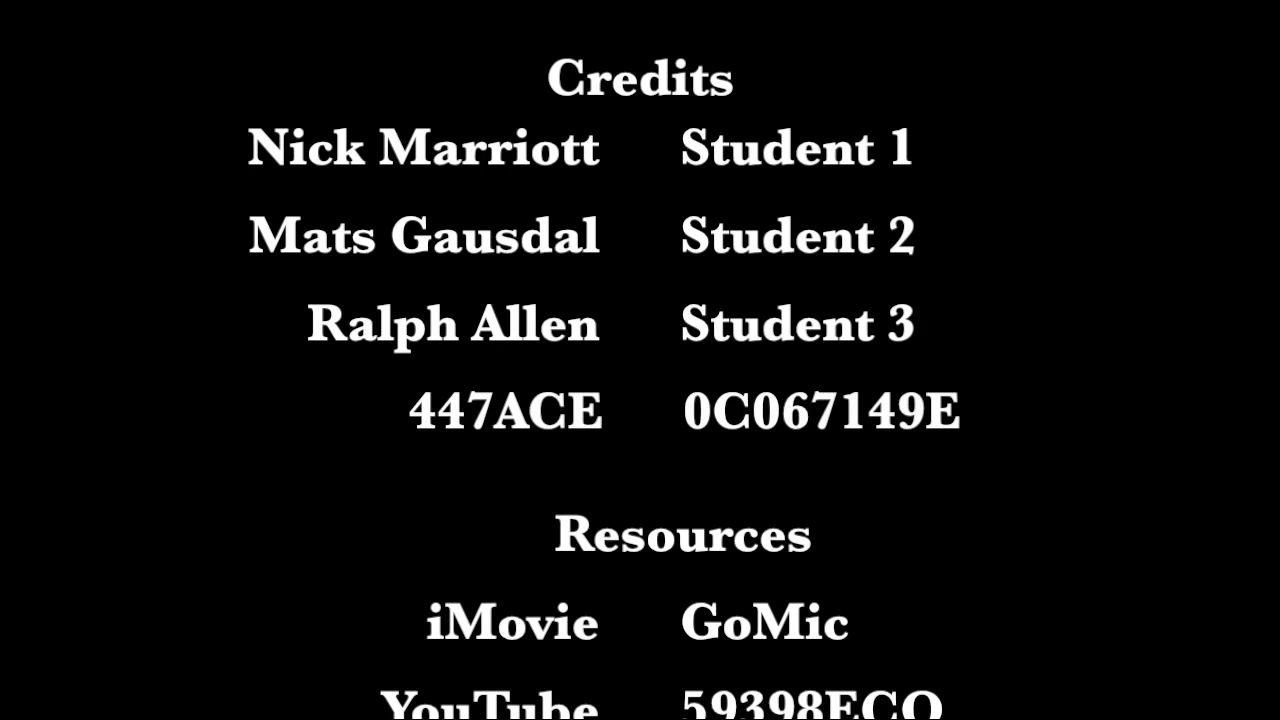 Credits
Nick Marriott Student 1
Mats Gausdal Student 2
Ralph Allen Student 3
447ACE 0C067149E
Resources
iMovie GoMic
YouTube